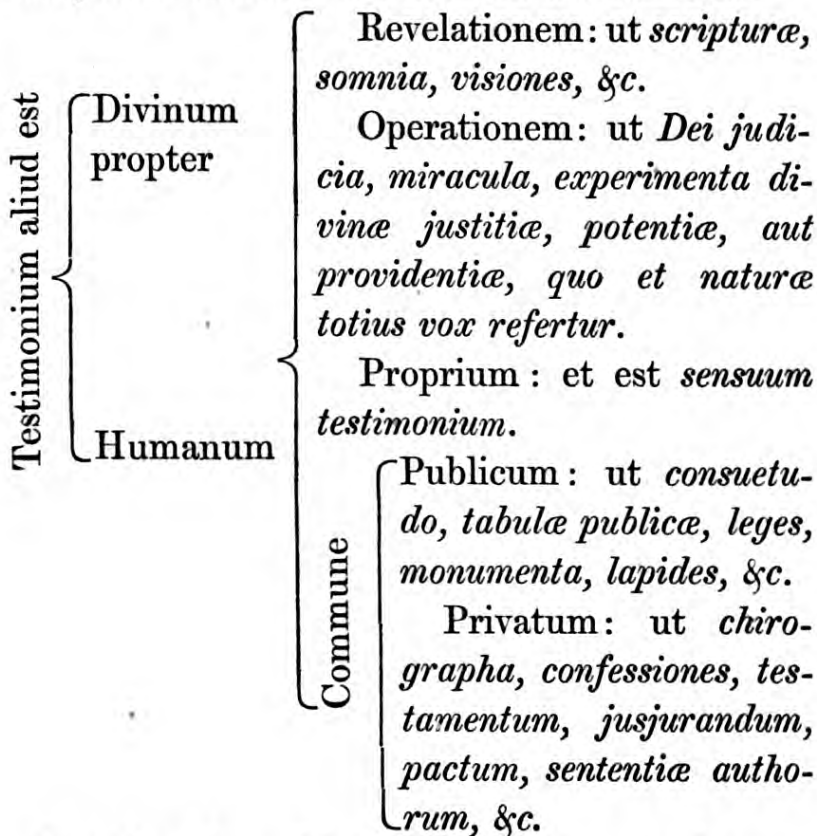 Testimonium aliud est
Divinum
propter
Humanum
Revelationem: ut scripturæ,
somnia, visiones, &c.
Operationem: ut Dei judi-
cia, miracula, experimenta di-
vinæ justitiæ, potentiæ, aut
providentiæ, quo et naturæ
totius vox refertur.
Proprium: et est sensuum
testimonium.
Commune
Publicum: ut consuetu-
do, tabulæ publicæ, leges,
monumenta, lapides, &c.
Privatum: ut chiro-
grapha, confessiones, tes-
tamentum, jusjurandum,
pactum, sententiæ autho-
rum, &c.